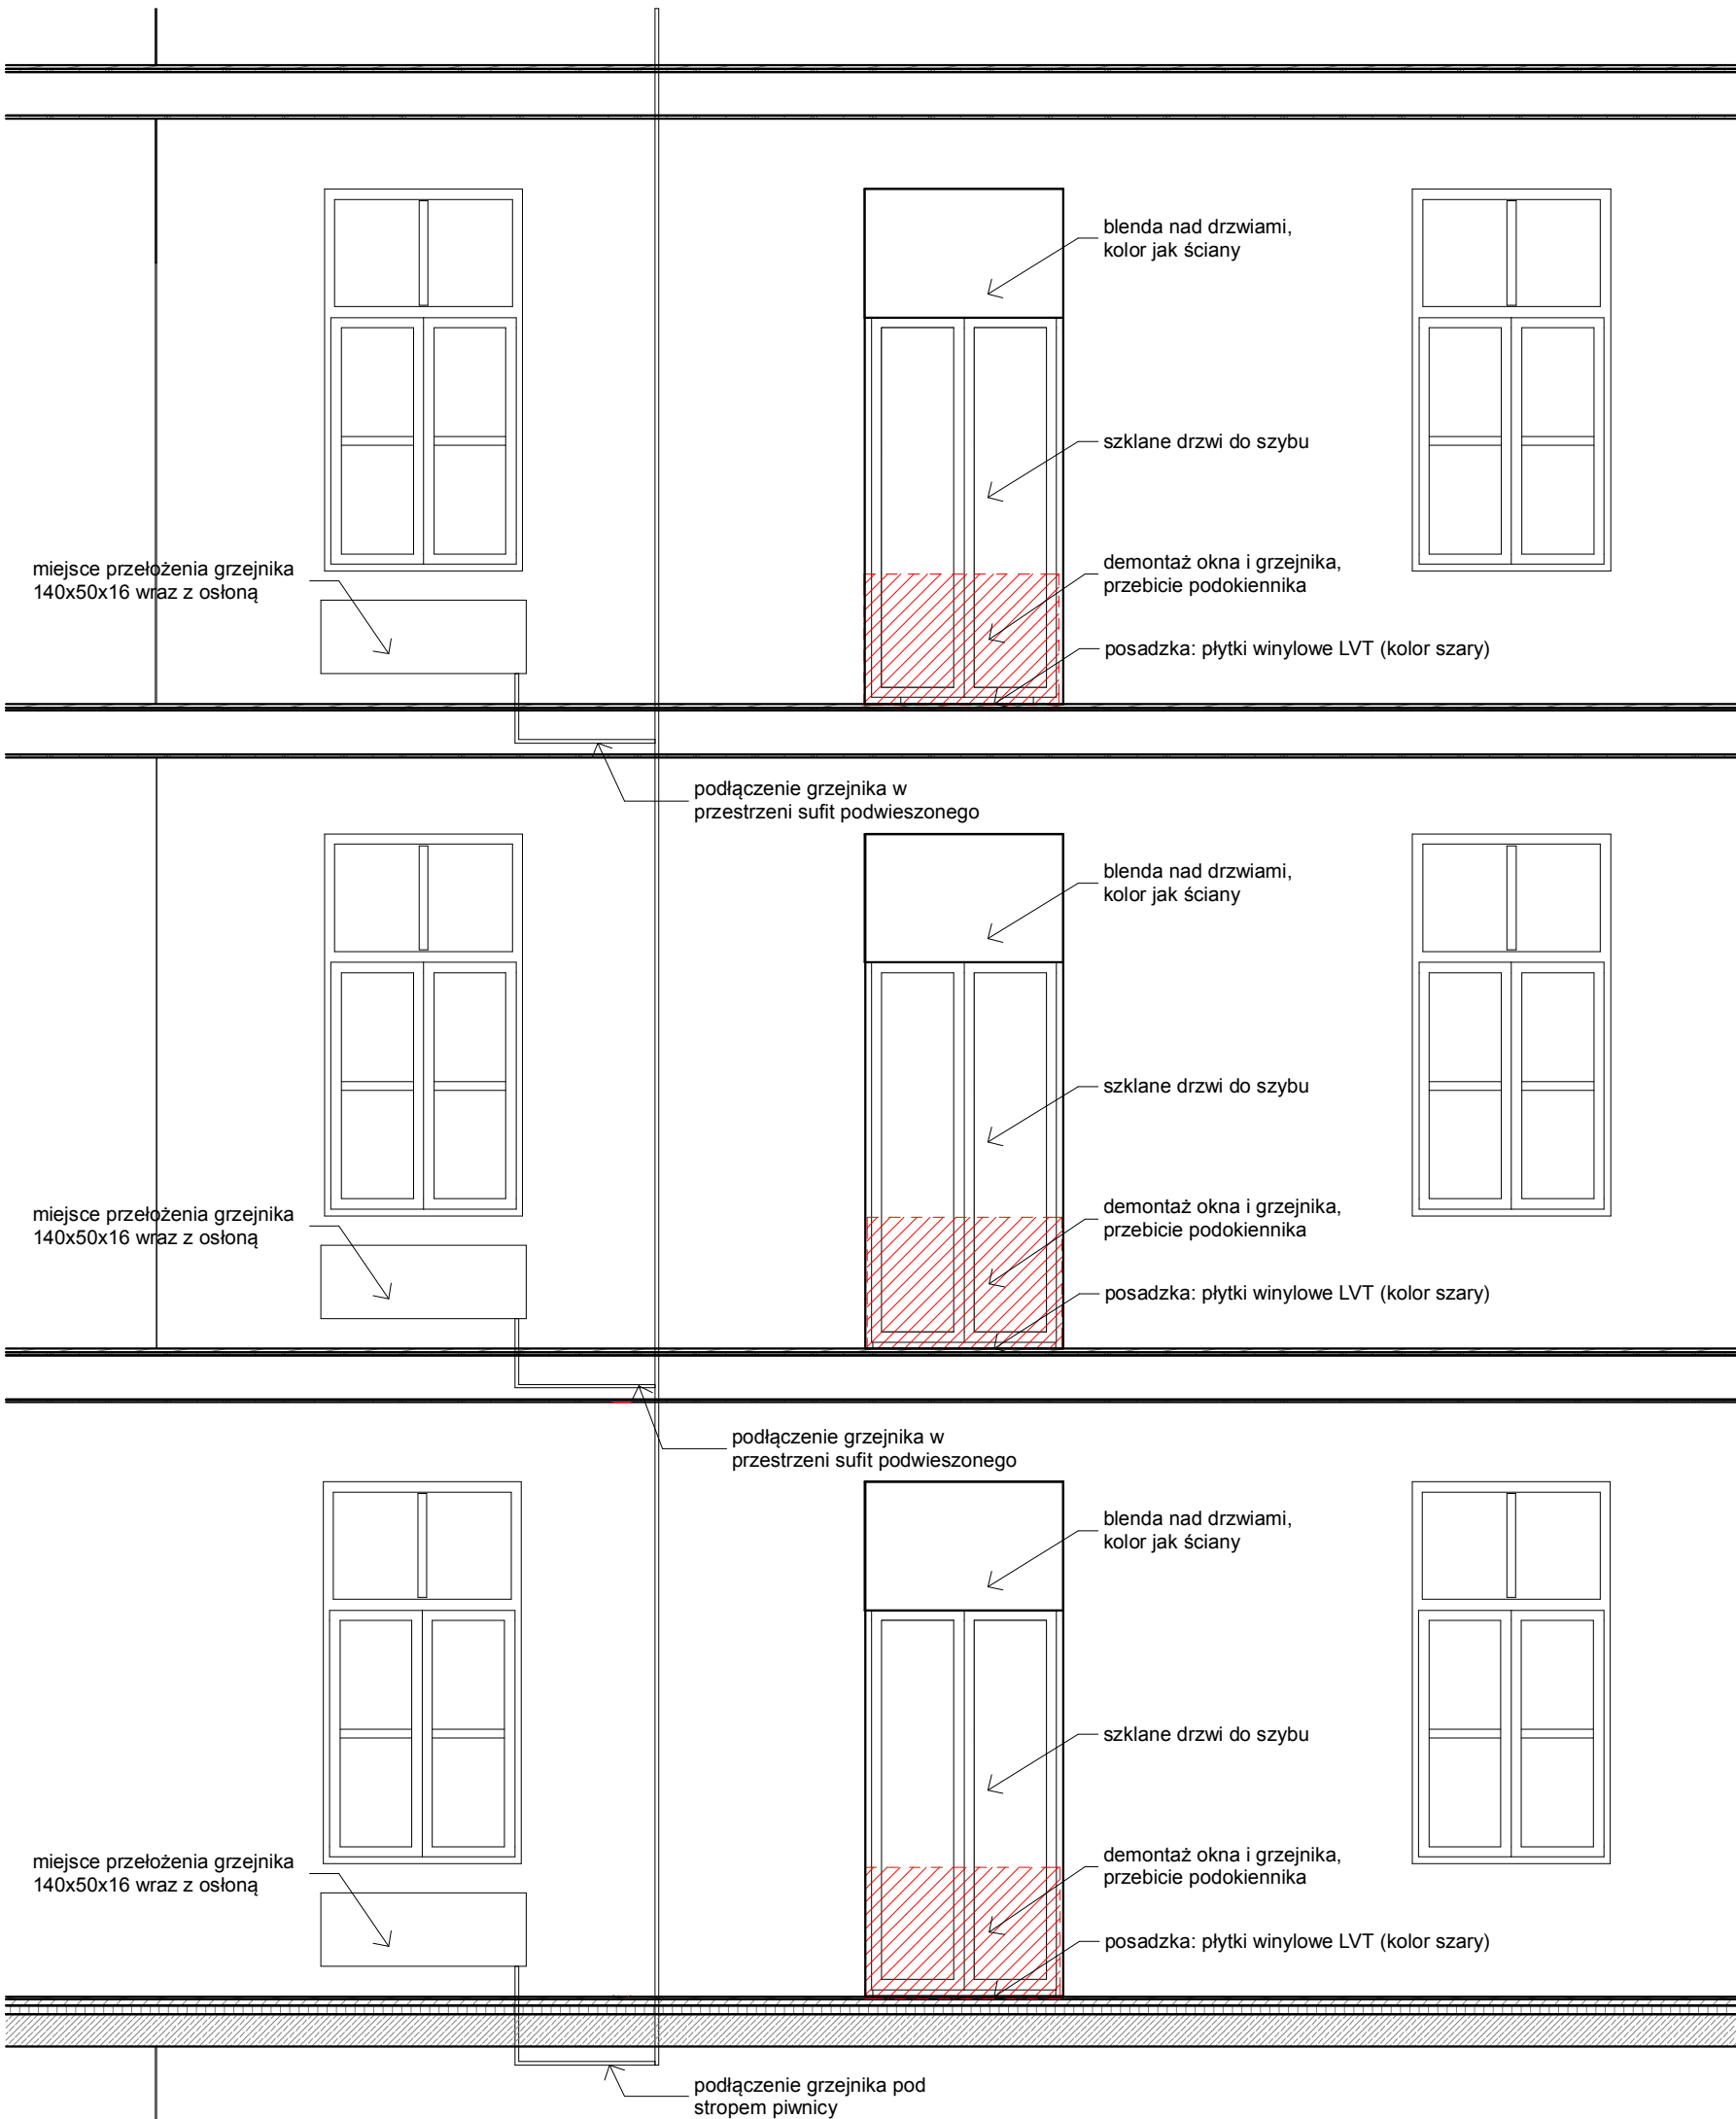 blenda nad drzwiami,
kolor jak ściany
szklane drzwi do szybu
miejsce przełożenia grzejnika
140x50x16 wraz z osłoną
demontaż okna i grzejnika,
przebicie podokiennika
posadzka: płytki winylowe LVT (kolor szary)
podłączenie grzejnika w
przestrzeni sufit podwieszonego
blenda nad drzwiami,
kolor jak ściany
szklane drzwi do szybu
miejsce przełożenia grzejnika
140x50x16 wraz z osłoną
demontaż okna i grzejnika,
przebicie podokiennika
posadzka: płytki winylowe LVT (kolor szary)
podłączenie grzejnika w
przestrzeni sufit podwieszonego
blenda nad drzwiami,
kolor jak ściany
szklane drzwi do szybu
miejsce przełożenia grzejnika
140x50x16 wraz z osłoną
demontaż okna i grzejnika,
przebicie podokiennika
posadzka: płytki winylowe LVT (kolor szary)
podłączenie grzejnika pod
stropem piwnicy